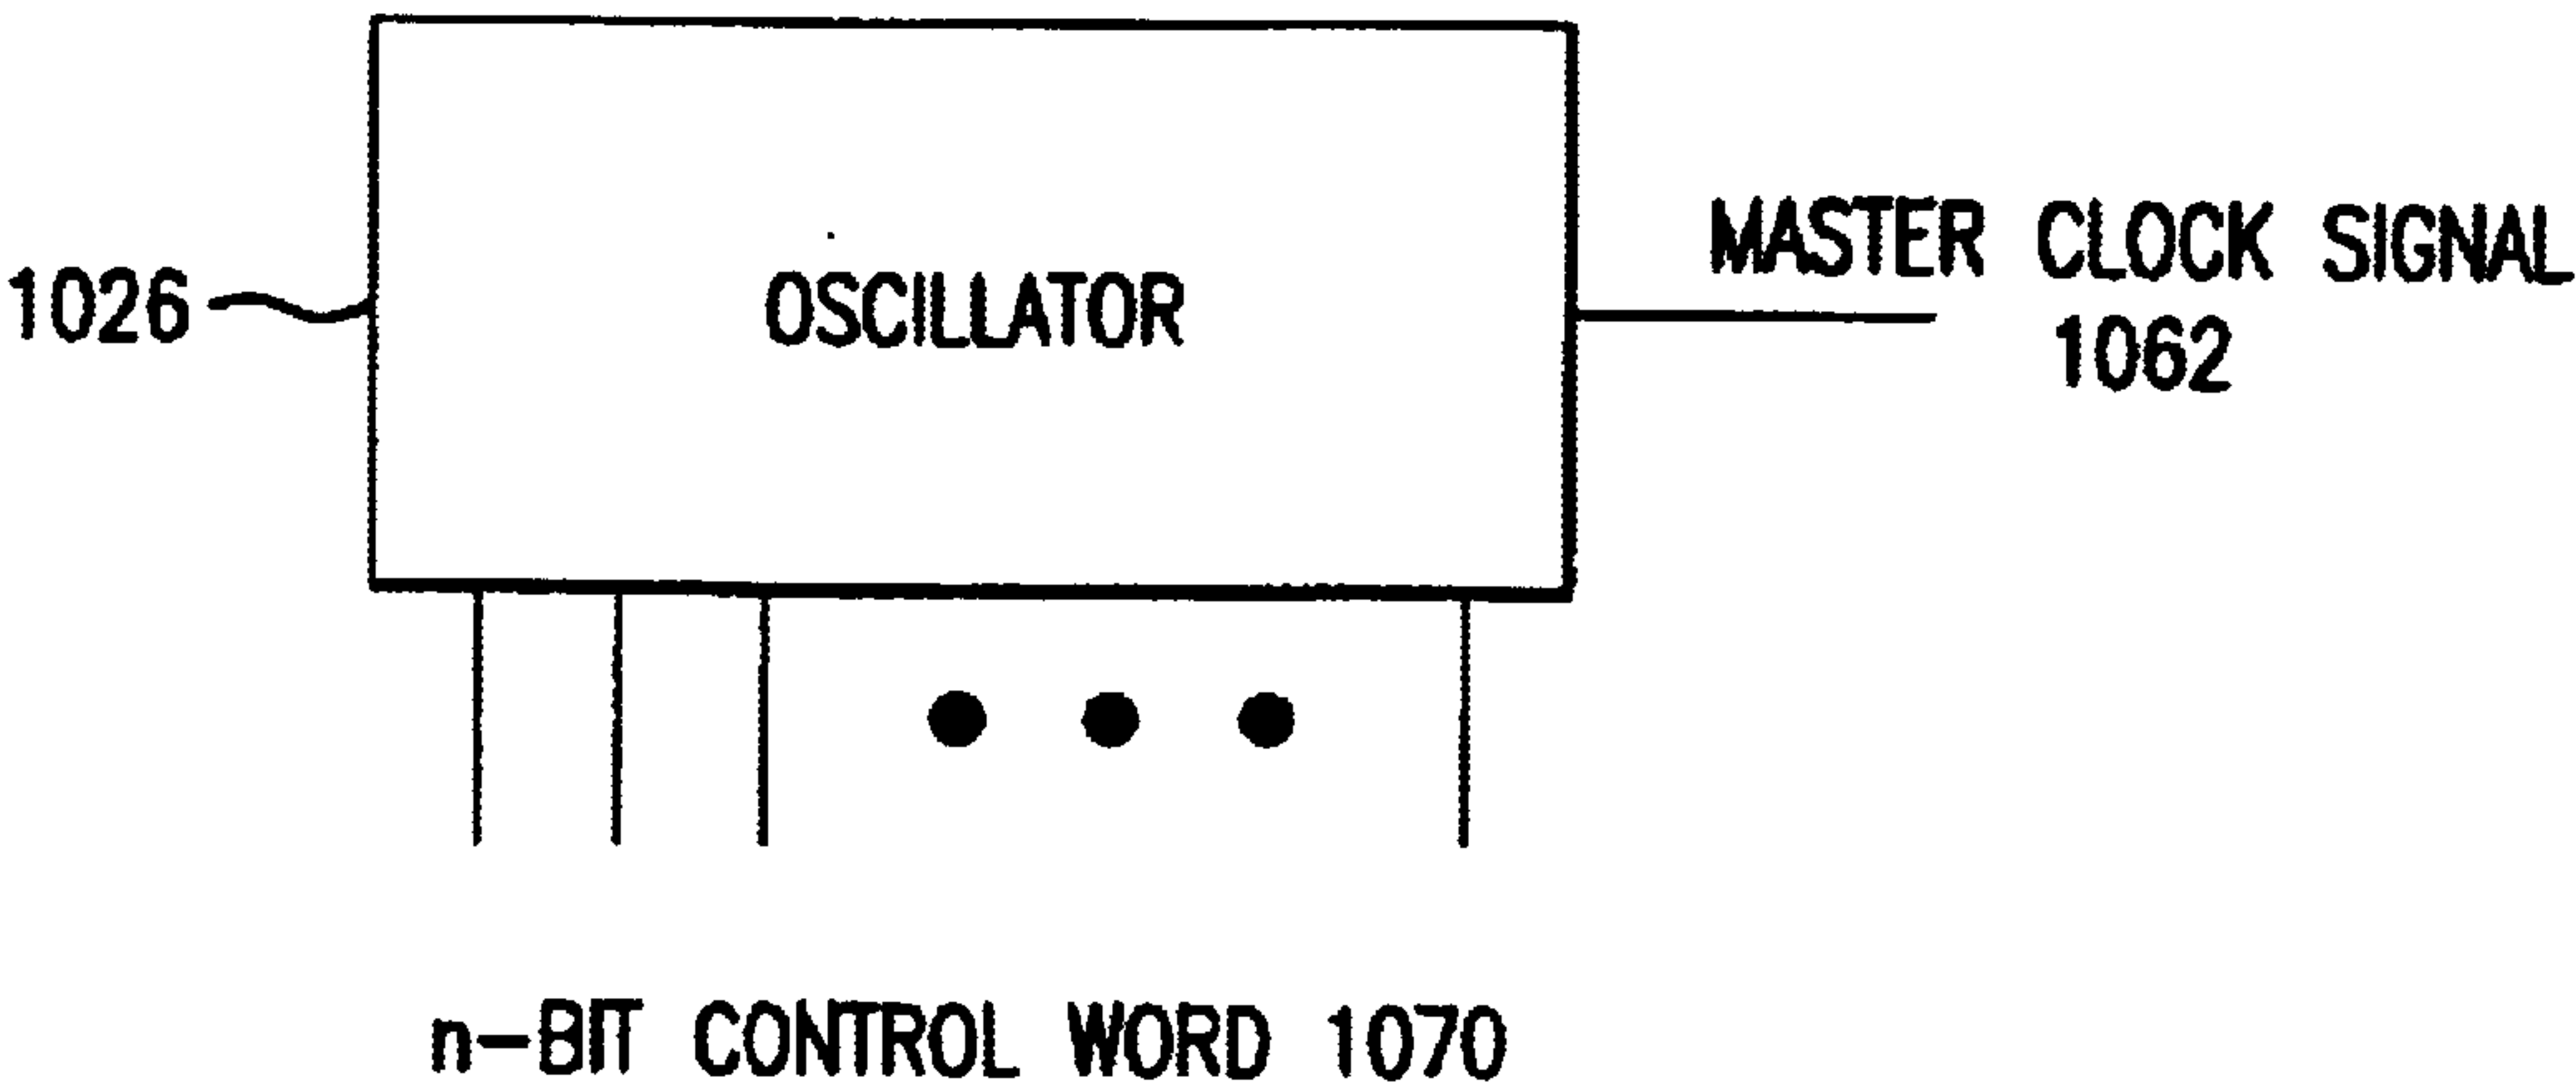 MASTER CLOCK SIGNAL
1026
OSCILLATOR
1062
n-BIT CONTROL WORD 1070